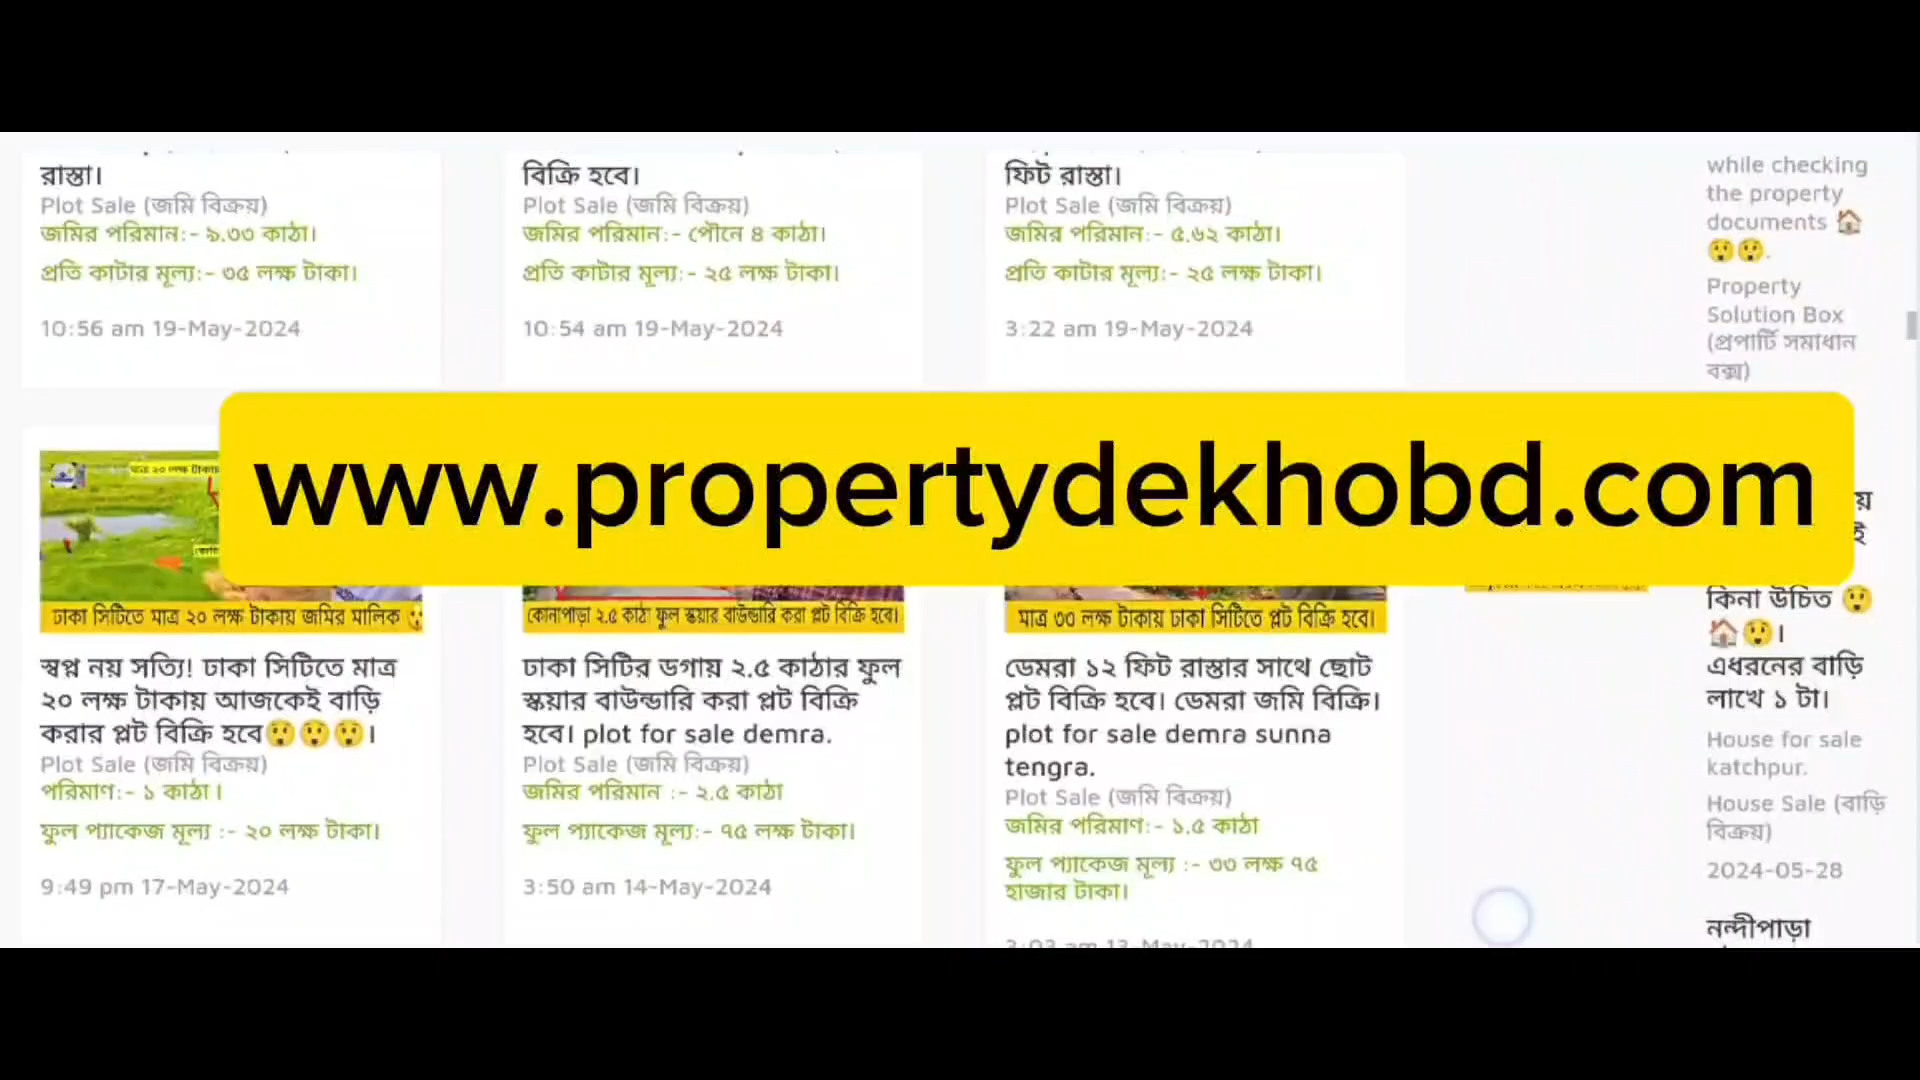 রাস্তা।
Plot Sale (জমি বিক্রয়)
জমির পরিমান:- ৯.৩৩ কাঠা।
প্রতি কাটার মূল্য:- ৩৫ লক্ষ টাকা।
10:56 am 19-May-2024
বিক্রি হবে।
Plot Sale (জমি বিক্রয়)
জমির পরিমান:- পৌনে ৪ কাঠা।
প্রতি কাটার মূল্য:- ২৫ লক্ষ টাকা।
10:54 am 19-May-2024
ফিট রাস্তা।
Plot Sale (জমি বিক্রয়)
জমির পরিমান:- ৫.৬২ কাঠা।
প্রতি কাটার মূল্য:- ২৫ লক্ষ টাকা।
3:22 am 19-May-2024
while checking
the property
documents 🏠
😲😲.
Property
Solution Box
(প্রপার্টি সমাধান
বক্স)
www.propertydekhobd.com
ঢাকা সিটিতে মাত্র ২০ লক্ষ টাকায় জমির মালিক
স্বপ্ন নয় সত্যি! ঢাকা সিটিতে মাত্র
২০ লক্ষ টাকায় আজকেই বাড়ি
করার প্লট বিক্রি হবে😲😲😲।
Plot Sale (জমি বিক্রয়)
পরিমাণ:- ১ কাঠা ।
ফুল প্যাকেজ মূল্য :- ২০ লক্ষ টাকা।
9:49 pm 17-May-2024
কোনাপাড়া ২.৫ কাঠা ফুল স্কয়ার বাউন্ডারি করা প্লট বিক্রি হবে।
ঢাকা সিটির ডগায় ২.৫ কাঠার ফুল
স্কয়ার বাউন্ডারি করা প্লট বিক্রি
হবে। plot for sale demra.
Plot Sale (জমি বিক্রয়)
জমির পরিমান :- ২.৫ কাঠা
ফুল প্যাকেজ মূল্য:- ৭৫ লক্ষ টাকা।
3:50 am 14-May-2024
মাত্র ৩৩ লক্ষ টাকায় ঢাকা সিটিতে প্লট বিক্রি হবে।
ডেমরা ১২ ফিট রাস্তার সাথে ছোট
প্লট বিক্রি হবে। ডেমরা জমি বিক্রি।
plot for sale demra sunna
tengra.
Plot Sale (জমি বিক্রয়)
জমির পরিমাণ:- ১.৫ কাঠা
ফুল প্যাকেজ মূল্য :- ৩৩ লক্ষ ৭৫
হাজার টাকা।
3:03 am 13-May-2024
কিনা উচিত 😲
🏠😲।
এধরনের বাড়ি
লাখে ১ টা।
House for sale
katchpur.
House Sale (বাড়ি
বিক্রয়)
2024-05-28
নন্দীপাড়া